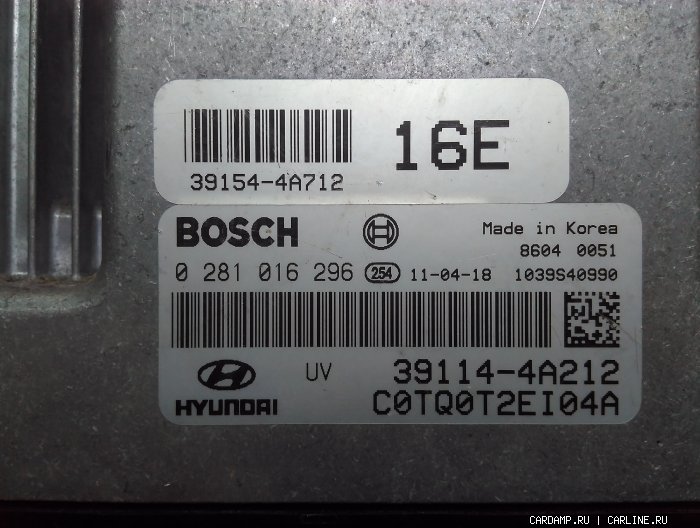 16E
39154-4A712
BOSCH
Made in Korea
8604 0051
0 281 016 296 254 11-04-18 1039S40990
HYUNDAI UV 39114-4A212
C0TQ0T2EI04A
CARDAMP.RU | CARLINE.RU